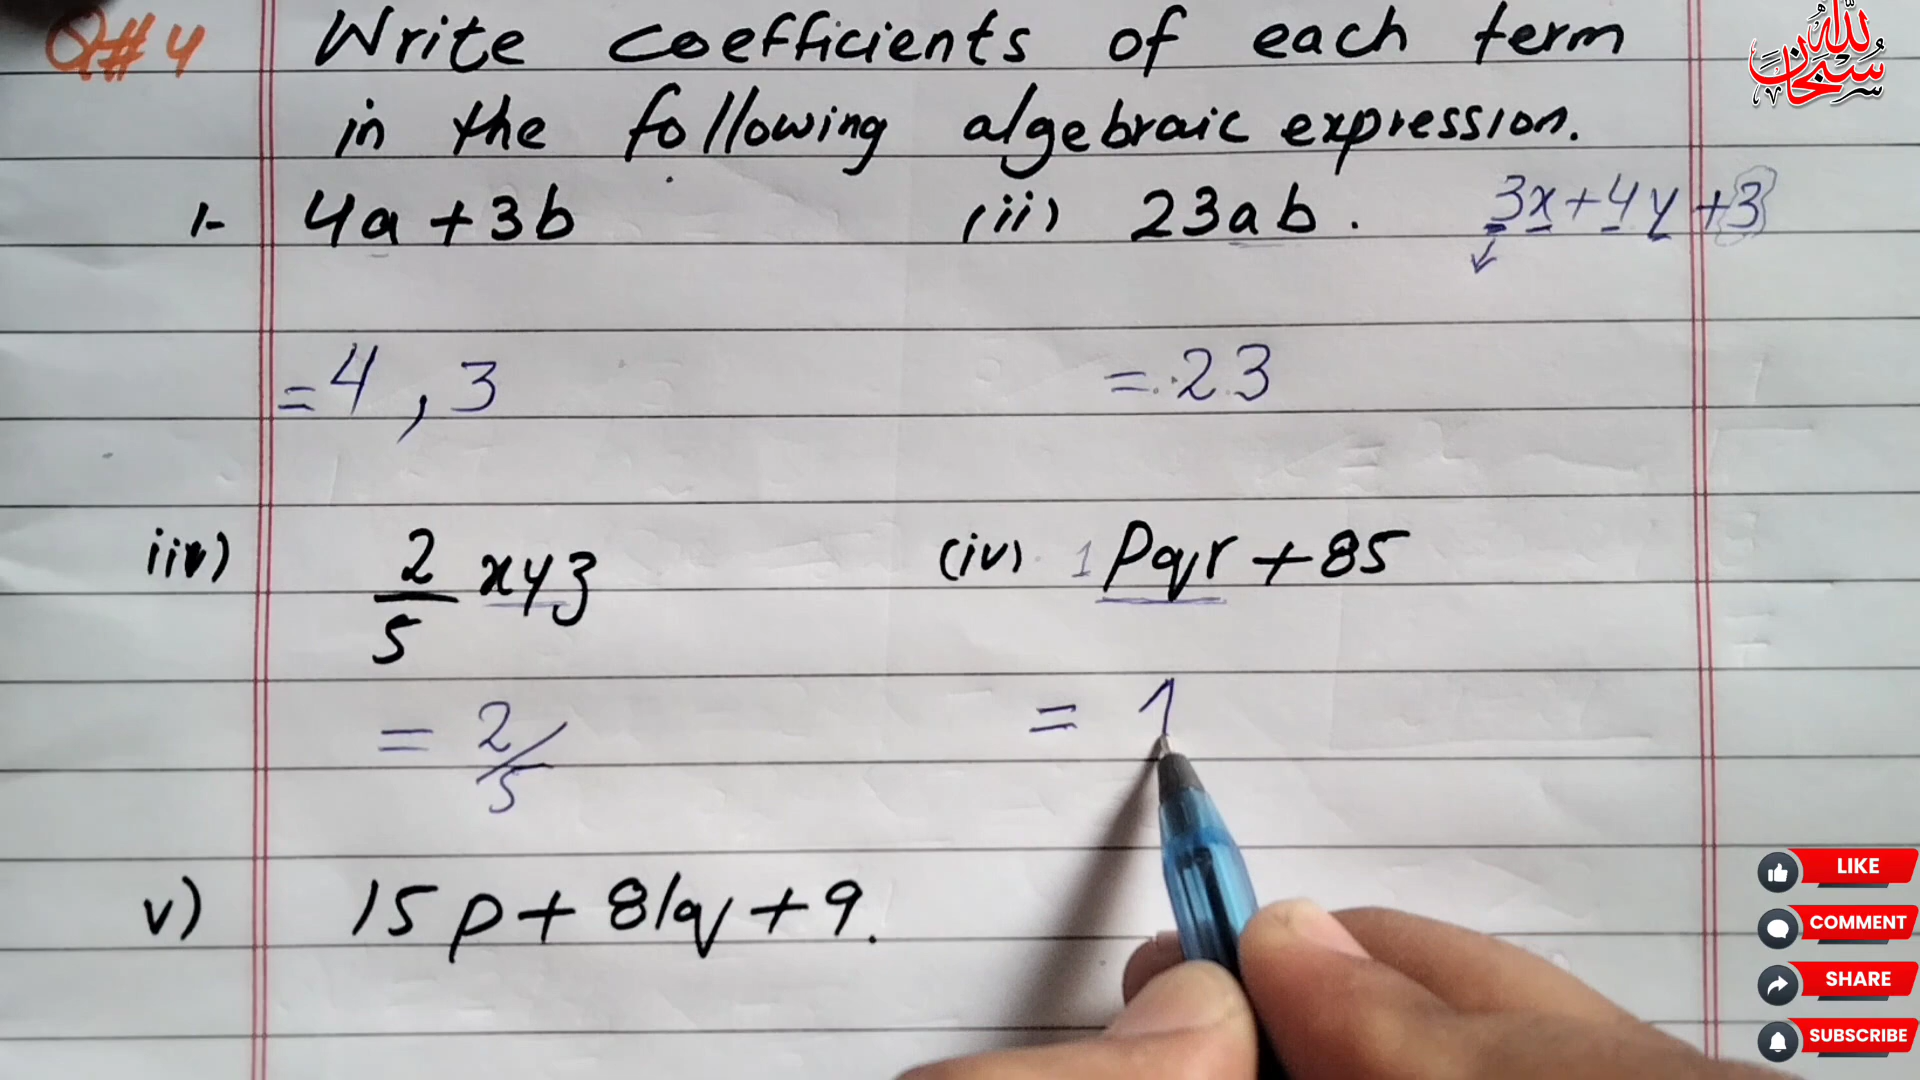 Q#4 Write coefficients of each term
in the following algebraic expression.
1- 4a + 3b (ii) 23ab. 3x+4y+3
= 4 , 3 = 23
iii) 2/5 xyz (iv) 1 pqr + 85
= 2/5 = 1
v) 15p + 81q + 9.
سبحان الله
LIKE
COMMENT
SHARE
SUBSCRIBE